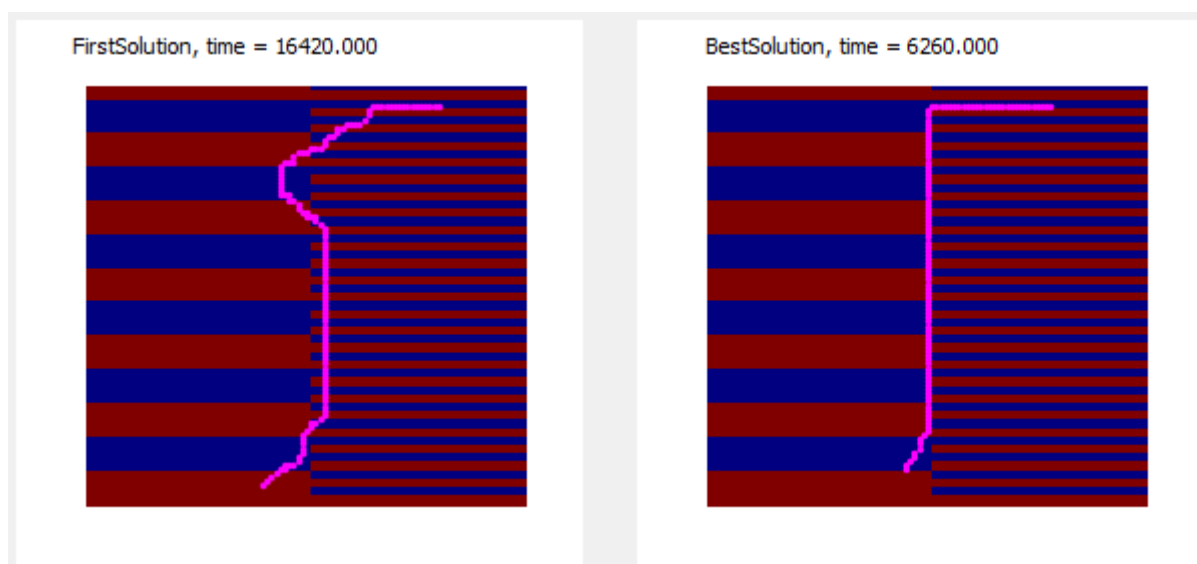 FirstSolution, time = 16420.000
BestSolution, time = 6260.000